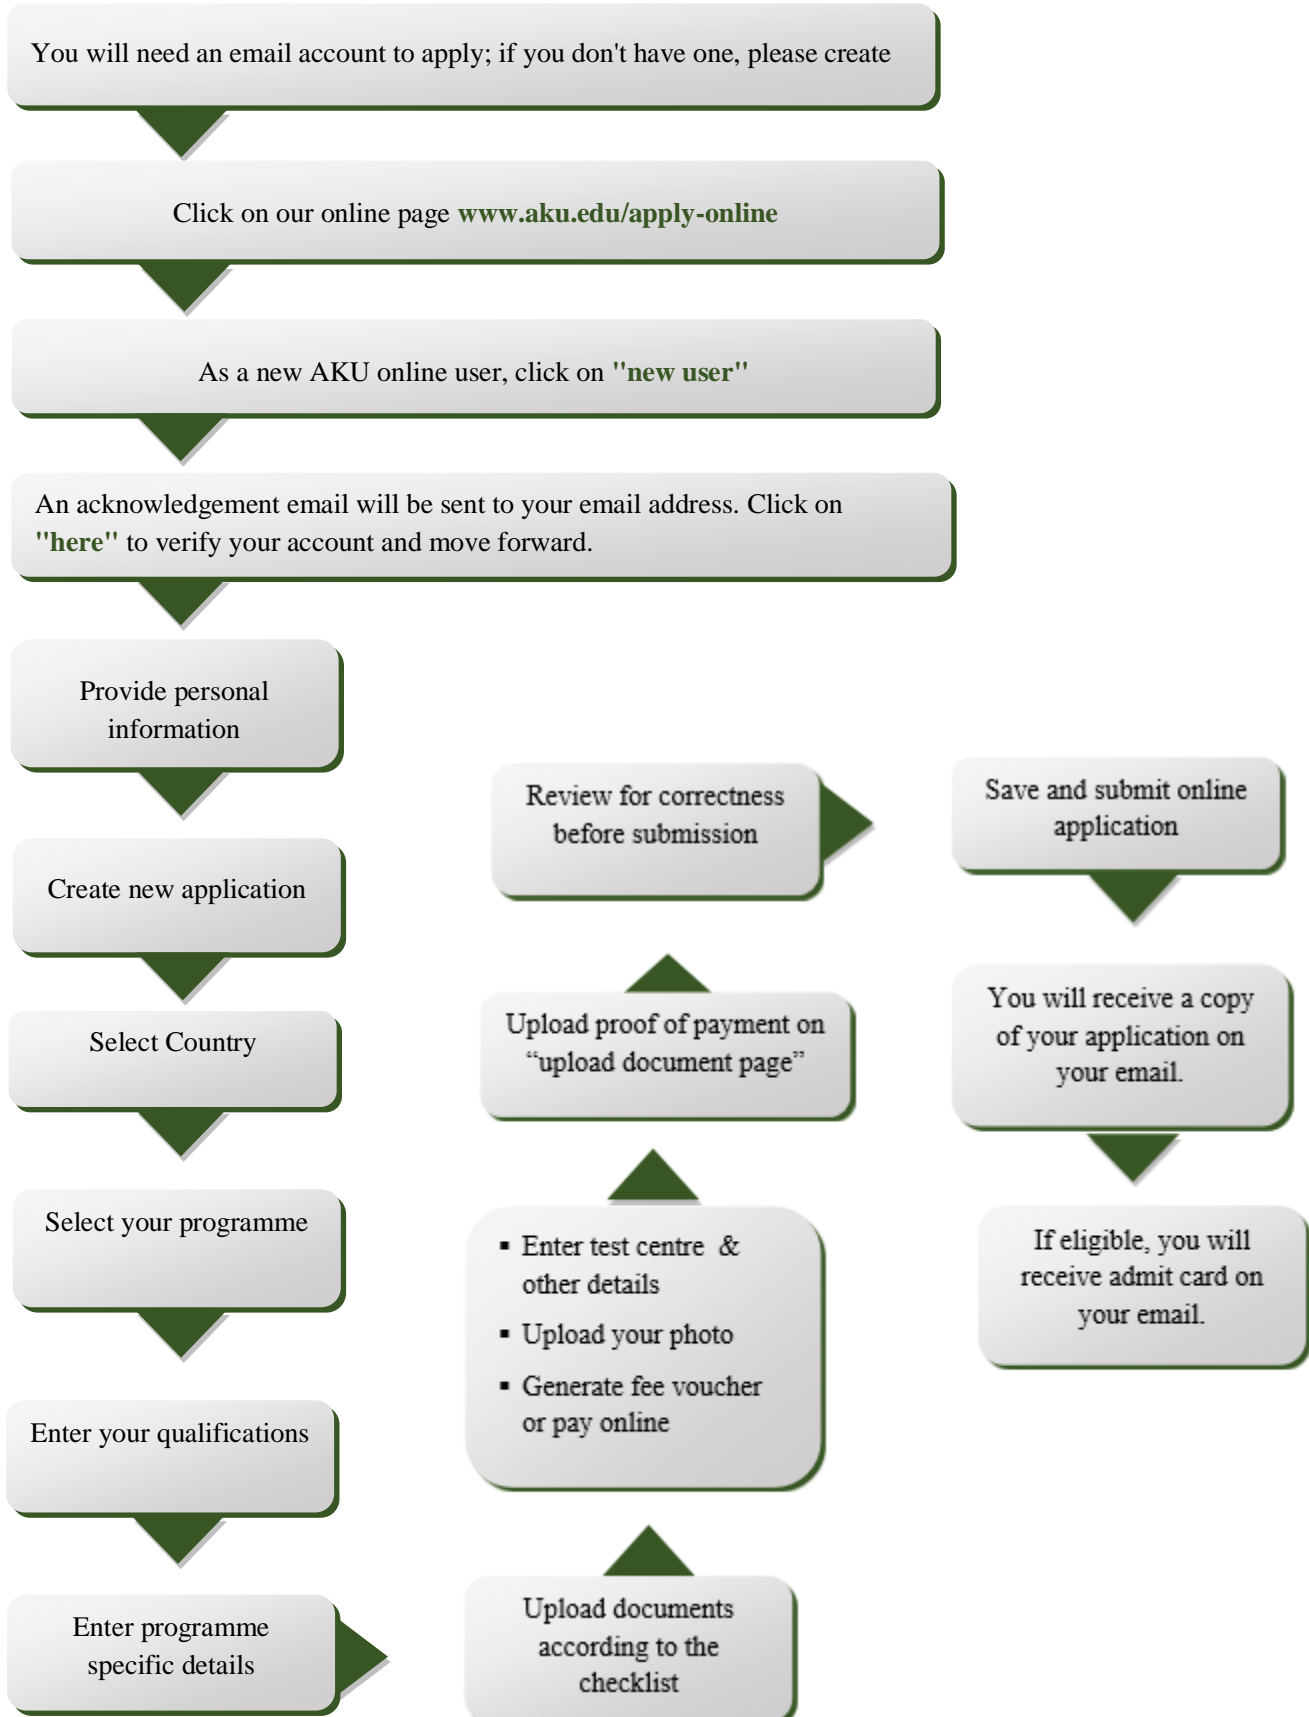 You will need an email account to apply; if you don't have one, please create
Click on our online page www.aku.edu/apply-online
As a new AKU online user, click on "new user"
An acknowledgement email will be sent to your email address. Click on
"here" to verify your account and move forward.
Provide personal
information
Create new application
Select Country
Select your programme
Enter your qualifications
Enter programme
specific details
Upload documents
according to the
checklist
▪ Enter test centre &
other details
▪ Upload your photo
▪ Generate fee voucher
or pay online
Upload proof of payment on
“upload document page”
Review for correctness
before submission
Save and submit online
application
You will receive a copy
of your application on
your email.
If eligible, you will
receive admit card on
your email.